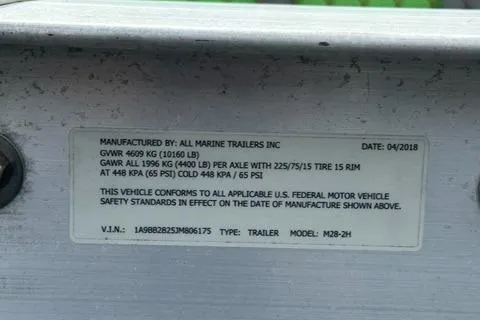 MANUFACTURED BY: ALL MARINE TRAILERS INC DATE: 04/2018
GVWR 4609 KG (10160 LB)
GAWR ALL 1996 KG (4400 LB) PER AXLE WITH 225/75/15 TIRE 15 RIM
AT 448 KPA (65 PSI) COLD 448 KPA / 65 PSI
THIS VEHICLE CONFORMS TO ALL APPLICABLE U.S. FEDERAL MOTOR VEHICLE
SAFETY STANDARDS IN EFFECT ON THE DATE OF MANUFACTURE SHOWN ABOVE.
V.I.N.: 1A9BB2825JM806175 TYPE: TRAILER MODEL: M28-2H